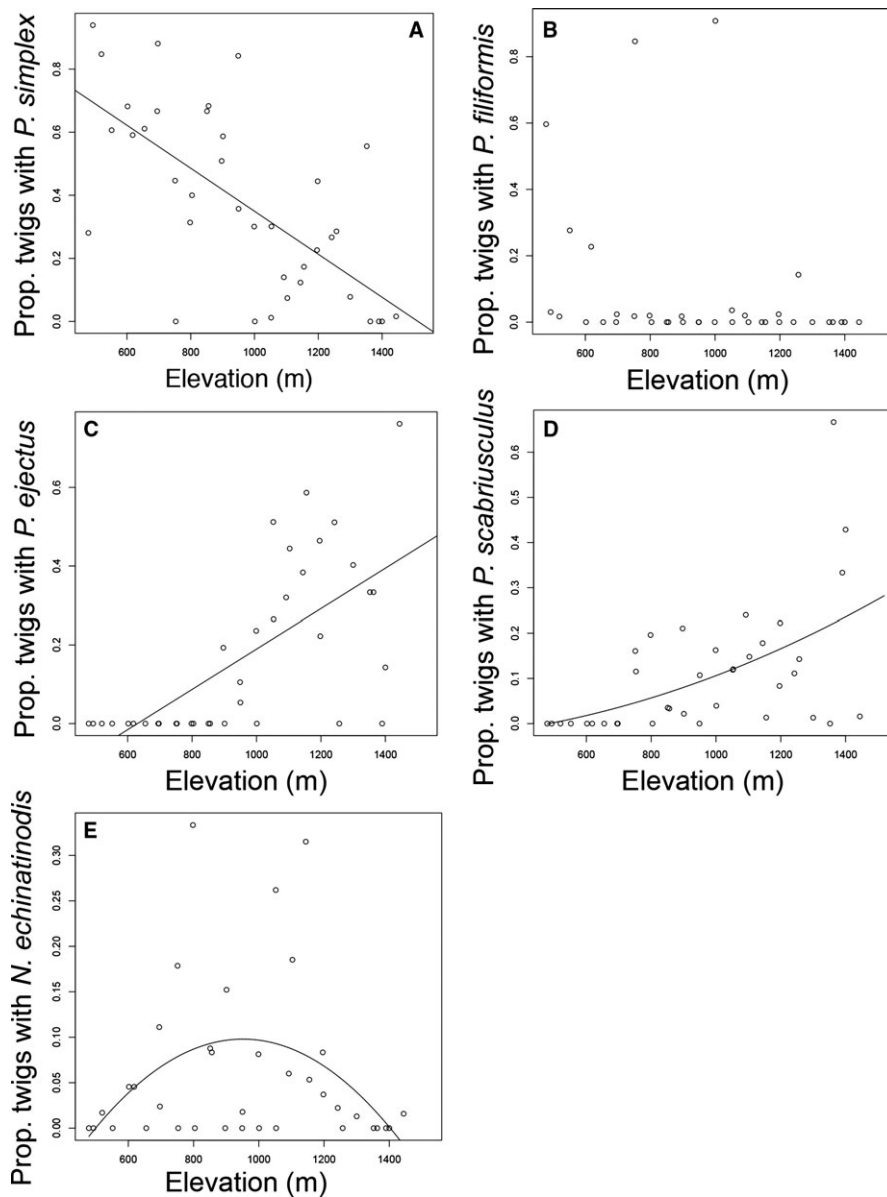 A
Prop. twigs with P. simplex
0.8
0.6
0.4
0.2
0.0
600 800 1000 1200 1400
Elevation (m)
B
Prop. twigs with P. filiformis
0.8
0.6
0.4
0.2
0.0
600 800 1000 1200 1400
Elevation (m)
C
Prop. twigs with P. ejectus
0.6
0.4
0.2
0.0
600 800 1000 1200 1400
Elevation (m)
D
Prop. twigs with P. scabriusculus
0.6
0.5
0.4
0.3
0.2
0.1
0.0
600 800 1000 1200 1400
Elevation (m)
E
Prop. twigs with N. echinatinodis
0.30
0.25
0.20
0.15
0.10
0.05
0.00
600 800 1000 1200 1400
Elevation (m)